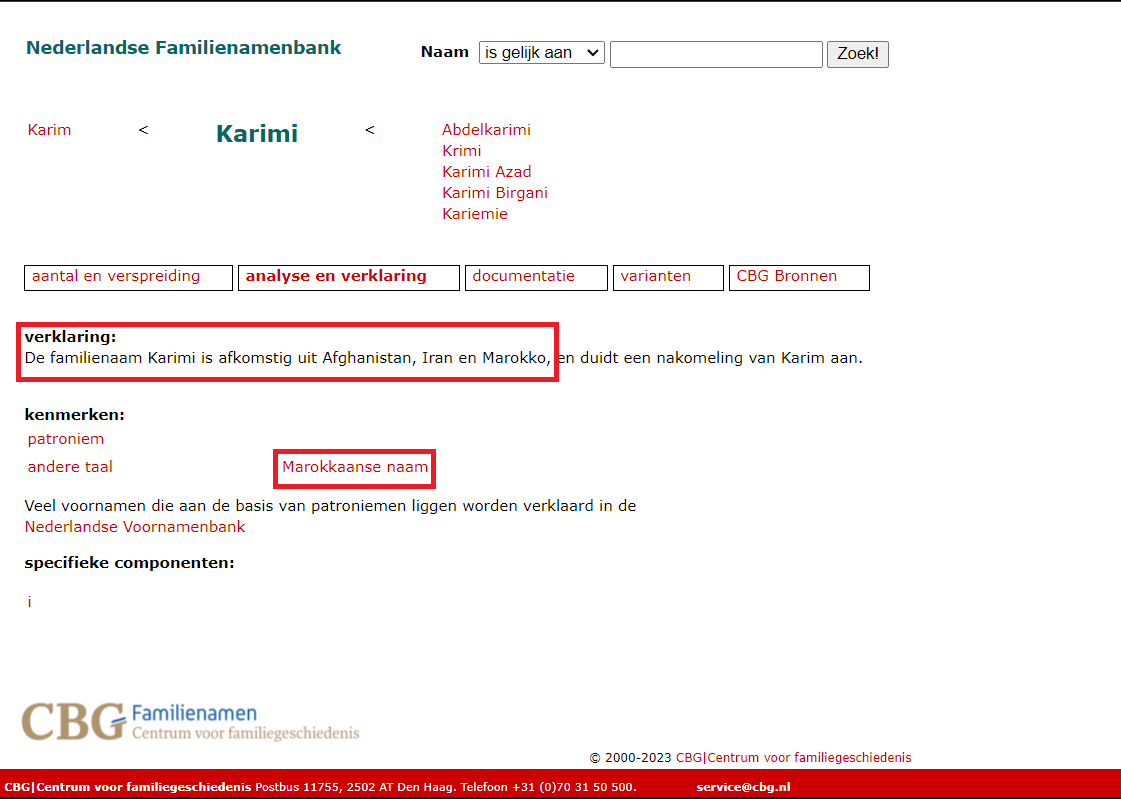 Nederlandse Familienamenbank
Naam is gelijk aan Zoek!
Karim < Karimi < Abdelkarimi
Krimi
Karimi Azad
Karimi Birgani
Kariemie
aantal en verspreiding analyse en verklaring documentatie varianten CBG Bronnen
verklaring:
De familienaam Karimi is afkomstig uit Afghanistan, Iran en Marokko, en duidt een nakomeling van Karim aan.
kenmerken:
patroniem
andere taal Marokkaanse naam
Veel voornamen die aan de basis van patroniemen liggen worden verklaard in de
Nederlandse Voornamenbank
specifieke componenten:
i
CBG Familienamen
Centrum voor familiegeschiedenis
© 2000-2023 CBG|Centrum voor familiegeschiedenis
CBG|Centrum voor familiegeschiedenis Postbus 11755, 2502 AT Den Haag. Telefoon +31 (0)70 31 50 500. service@cbg.nl